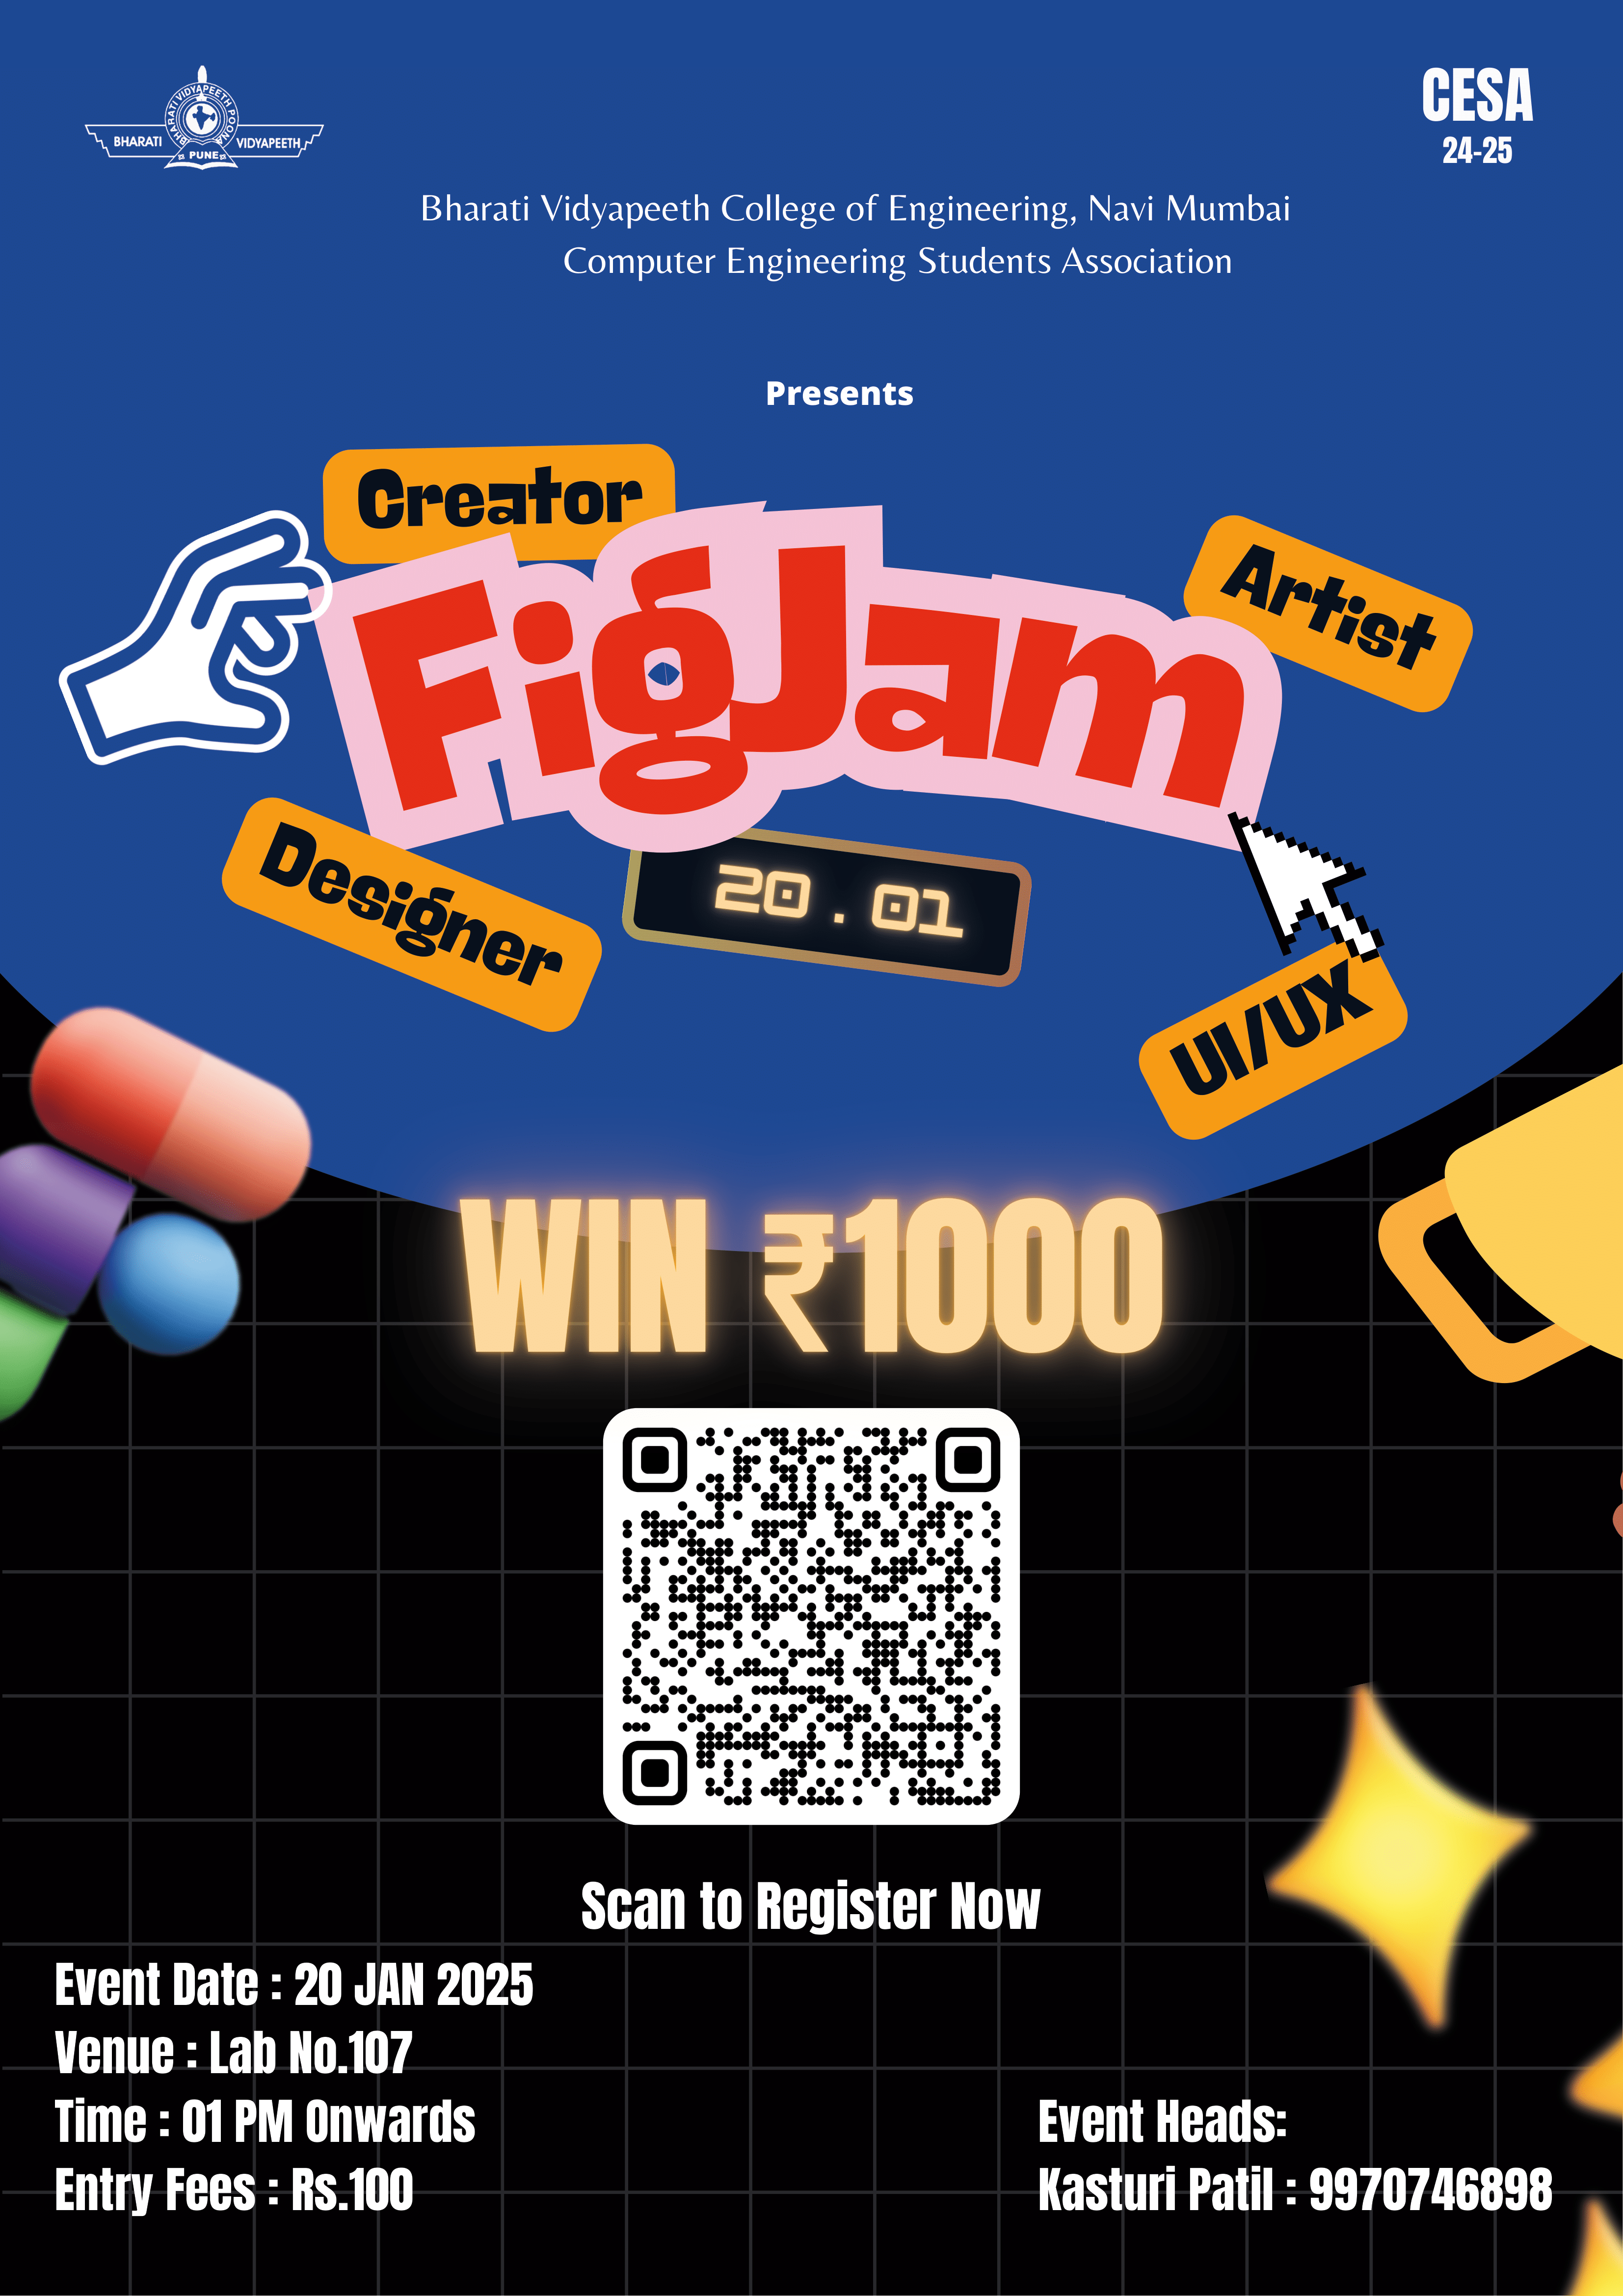 BHARATI VIDYAPEETH POONA
BHARATI VIDYAPEETH
PUNE
CESA
24-25
Bharati Vidyapeeth College of Engineering, Navi Mumbai
Computer Engineering Students Association
Presents
Creator
Artist
FigJam
Designer
20.01
UI/UX
WIN ₹1000
Scan to Register Now
Event Date : 20 JAN 2025
Venue : Lab No.107
Time : 01 PM Onwards
Entry Fees : Rs.100
Event Heads:
Kasturi Patil : 9970746898